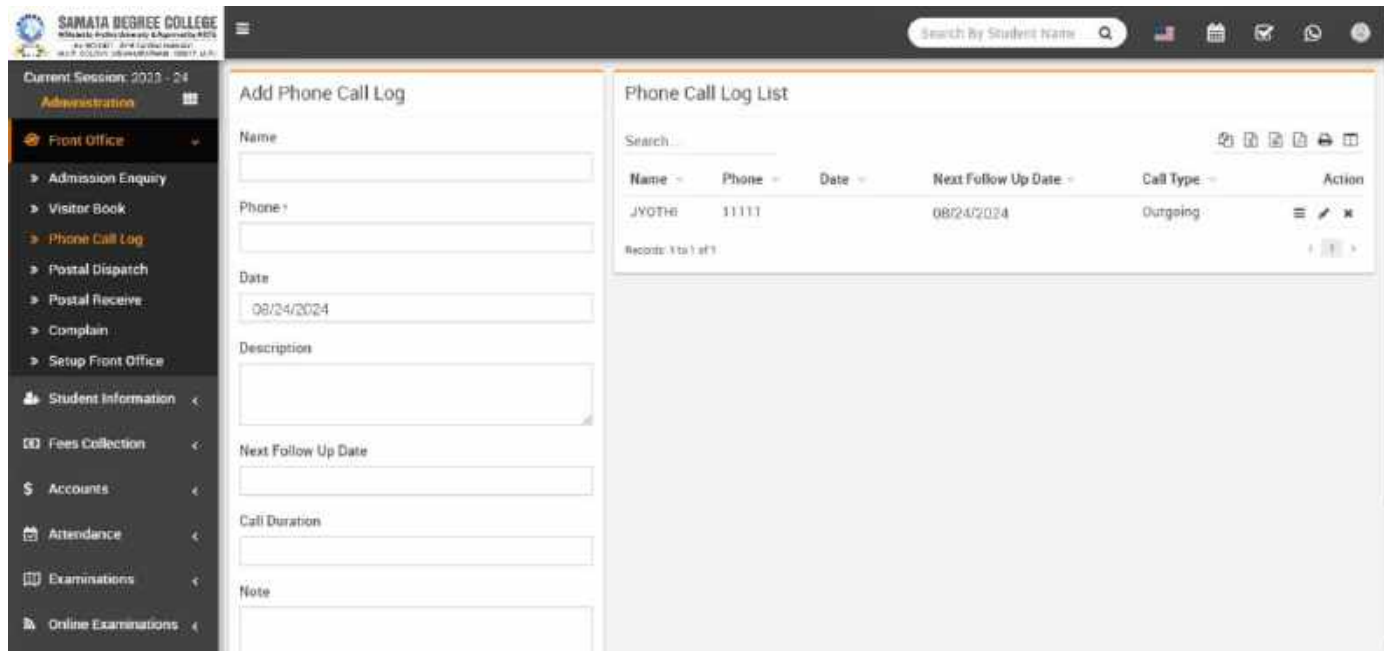 SAMATA DEGREE COLLEGE
Search By Student Name
Current Session: 2023 - 24
Administration
Front Office
Admission Enquiry
Visitor Book
Phone Call Log
Postal Dispatch
Postal Receive
Complain
Setup Front Office
Student Information
Fees Collection
$ Accounts
Attendance
Examinations
Online Examinations
Add Phone Call Log
Name
Phone *
Date
08/24/2024
Description
Next Follow Up Date
Call Duration
Note
Phone Call Log List
Search...
Name Phone Date Next Follow Up Date Call Type Action
JYOTHI 11111 08/24/2024 Outgoing
Records: 1 to 1 of 1
1